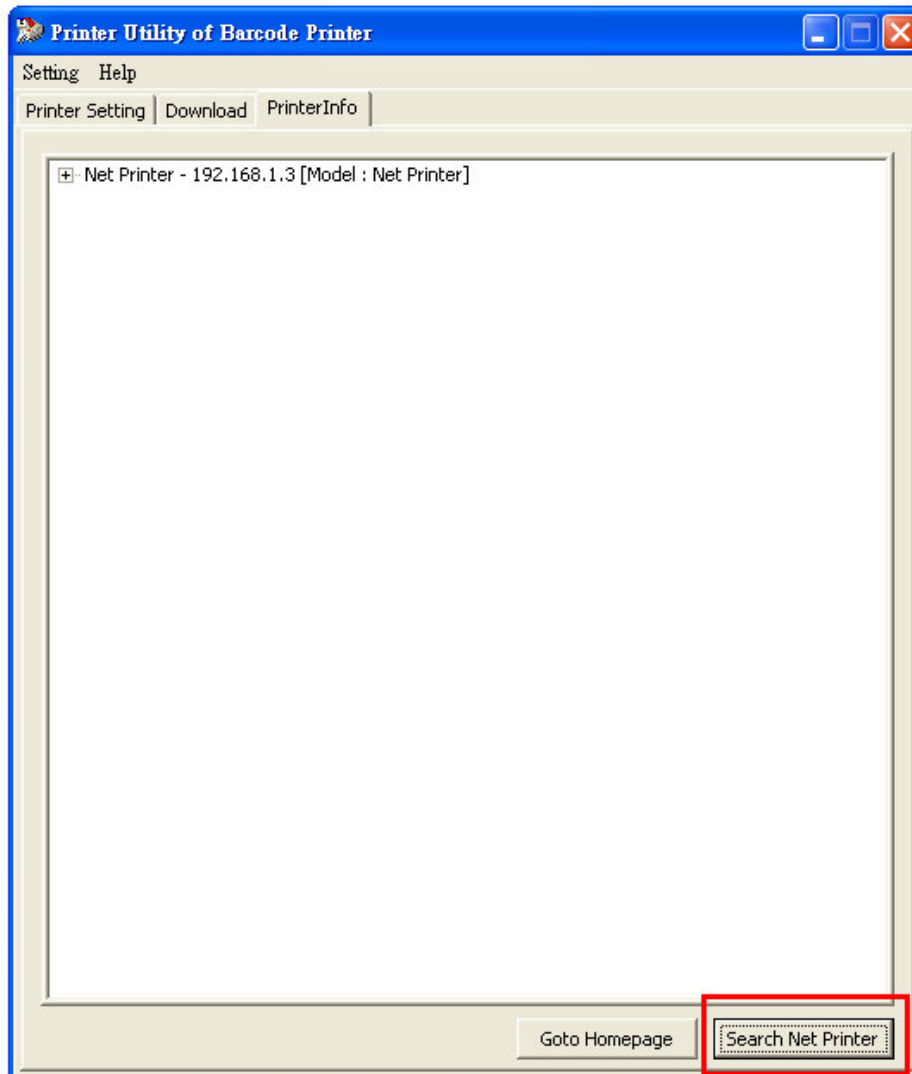 Printer Utility of Barcode Printer
Setting Help
Printer Setting Download PrinterInfo
Net Printer - 192.168.1.3 [Model : Net Printer]
Goto Homepage Search Net Printer